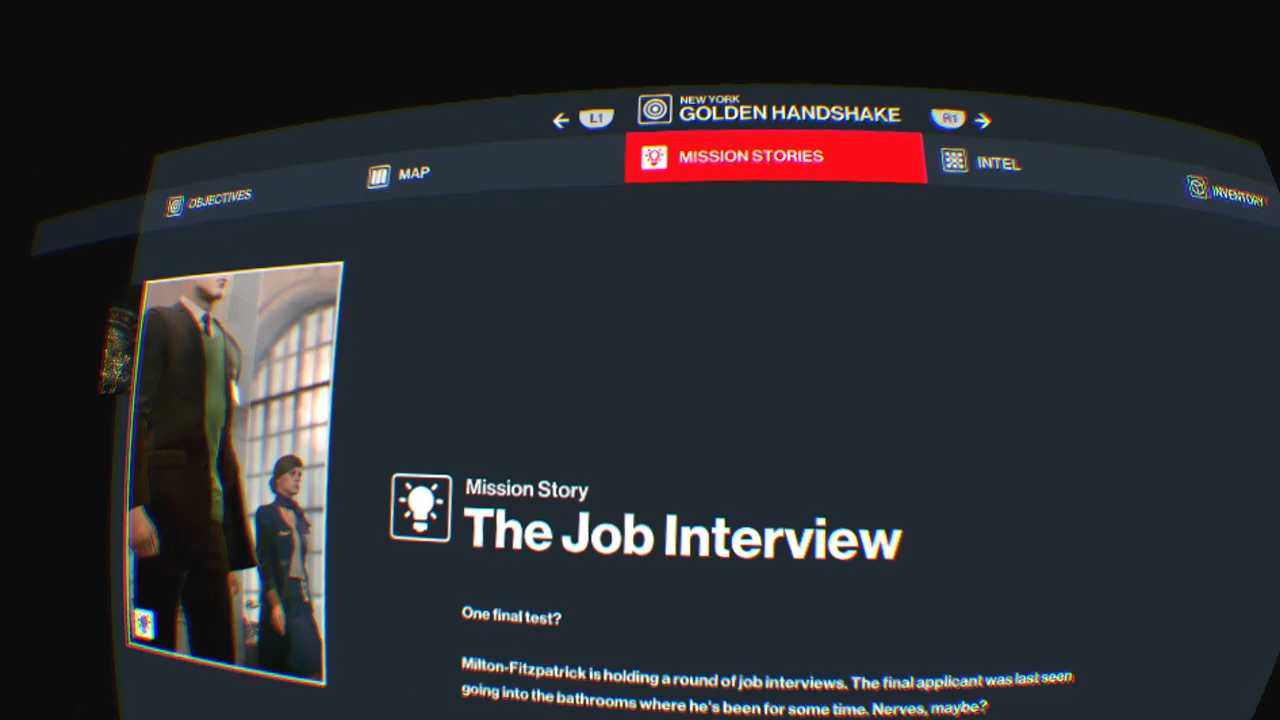 NEW YORK
L1 GOLDEN HANDSHAKE R1
OBJECTIVES MAP MISSION STORIES INTEL INVENTORY
Mission Story
The Job Interview
One final test?
Milton-Fitzpatrick is holding a round of job interviews. The final applicant was last seen
going into the bathrooms where he's been for some time. Nerves, maybe?